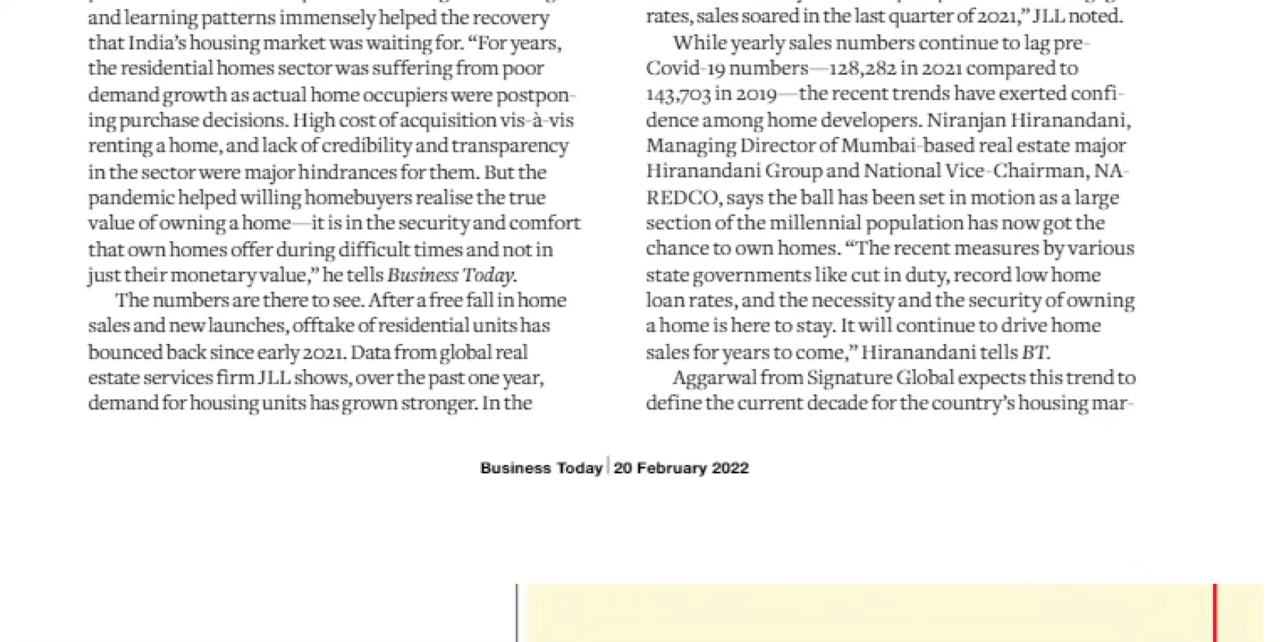 and learning patterns immensely helped the recovery
that India's housing market was waiting for. “For years,
the residential homes sector was suffering from poor
demand growth as actual home occupiers were postpon-
ing purchase decisions. High cost of acquisition vis-à-vis
renting a home, and lack of credibility and transparency
in the sector were major hindrances for them. But the
pandemic helped willing homebuyers realise the true
value of owning a home—it is in the security and comfort
that own homes offer during difficult times and not in
just their monetary value,” he tells Business Today.
The numbers are there to see. After a free fall in home
sales and new launches, offtake of residential units has
bounced back since early 2021. Data from global real
estate services firm JLL shows, over the past one year,
demand for housing units has grown stronger. In the
rates, sales soared in the last quarter of 2021,” JLL noted.
While yearly sales numbers continue to lag pre-
Covid-19 numbers—128,282 in 2021 compared to
143,703 in 2019—the recent trends have exerted confi-
dence among home developers. Niranjan Hiranandani,
Managing Director of Mumbai-based real estate major
Hiranandani Group and National Vice-Chairman, NA-
REDCO, says the ball has been set in motion as a large
section of the millennial population has now got the
chance to own homes. “The recent measures by various
state governments like cut in duty, record low home
loan rates, and the necessity and the security of owning
a home is here to stay. It will continue to drive home
sales for years to come,” Hiranandani tells BT.
Aggarwal from Signature Global expects this trend to
define the current decade for the country's housing mar-
Business Today | 20 February 2022